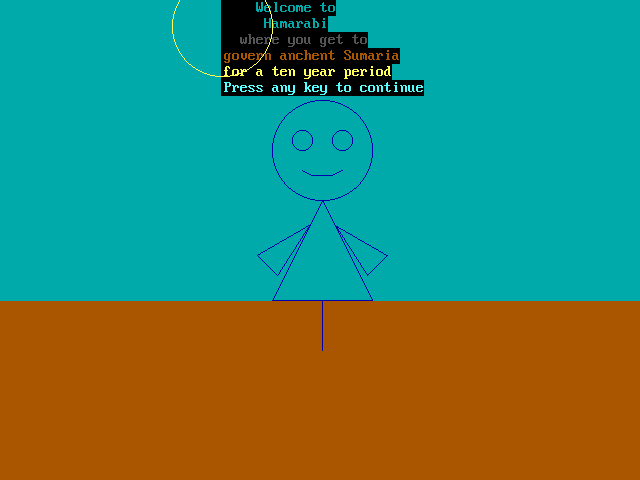 Welcome to
Hamarabi
where you get to
govern anchent Sumaria
for a ten year period
Press any key to continue